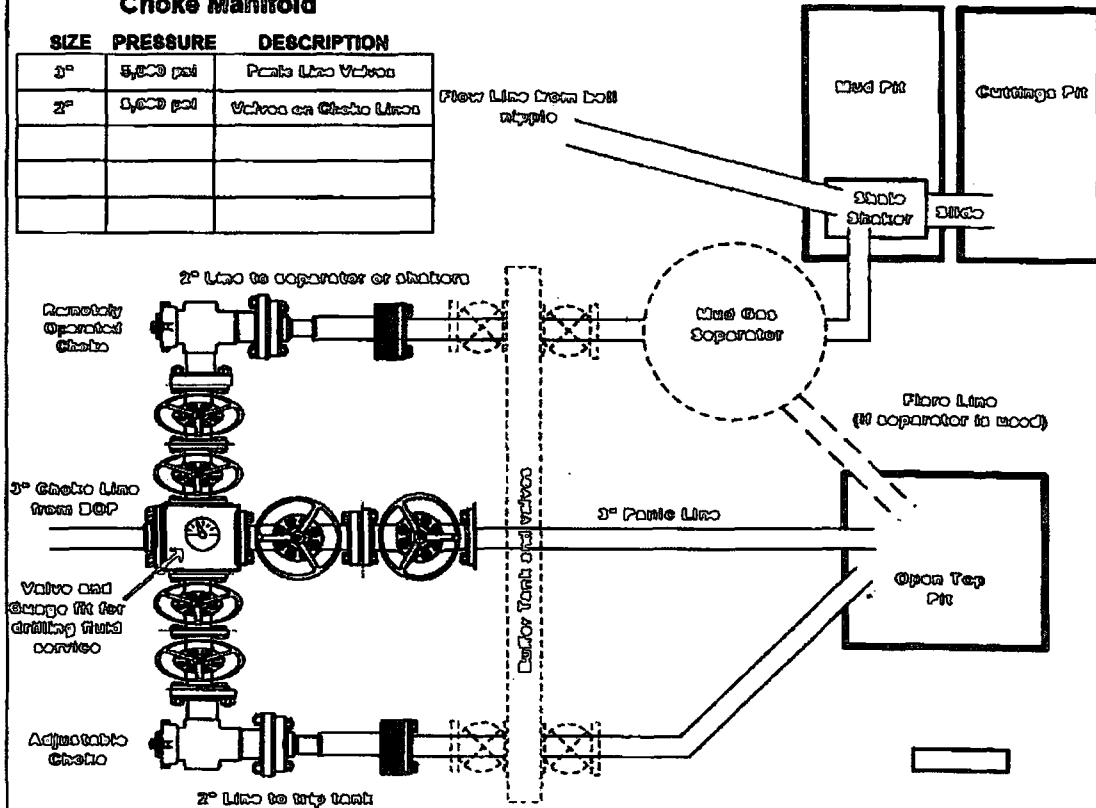 Choke Manifold
SIZE PRESSURE DESCRIPTION
3" 5,000 psi Panic Line Valves
2" 5,000 psi Valves on Choke Lines
Flow Line from bell
nipple
Mud Pit
Cuttings Pit
Shale
Shaker
Slide
2" Line to separator or shakers
Remotely
Operated
Choke
Mud Gas
Separator
Flare Line
(if separator is used)
3" Choke Line
from BOP
3" Panic Line
Buffer Tank
Open Top
Pit
Valve and
Guage fit for
drilling fluid
service
Adjustable
Choke
2" Line to trip tank